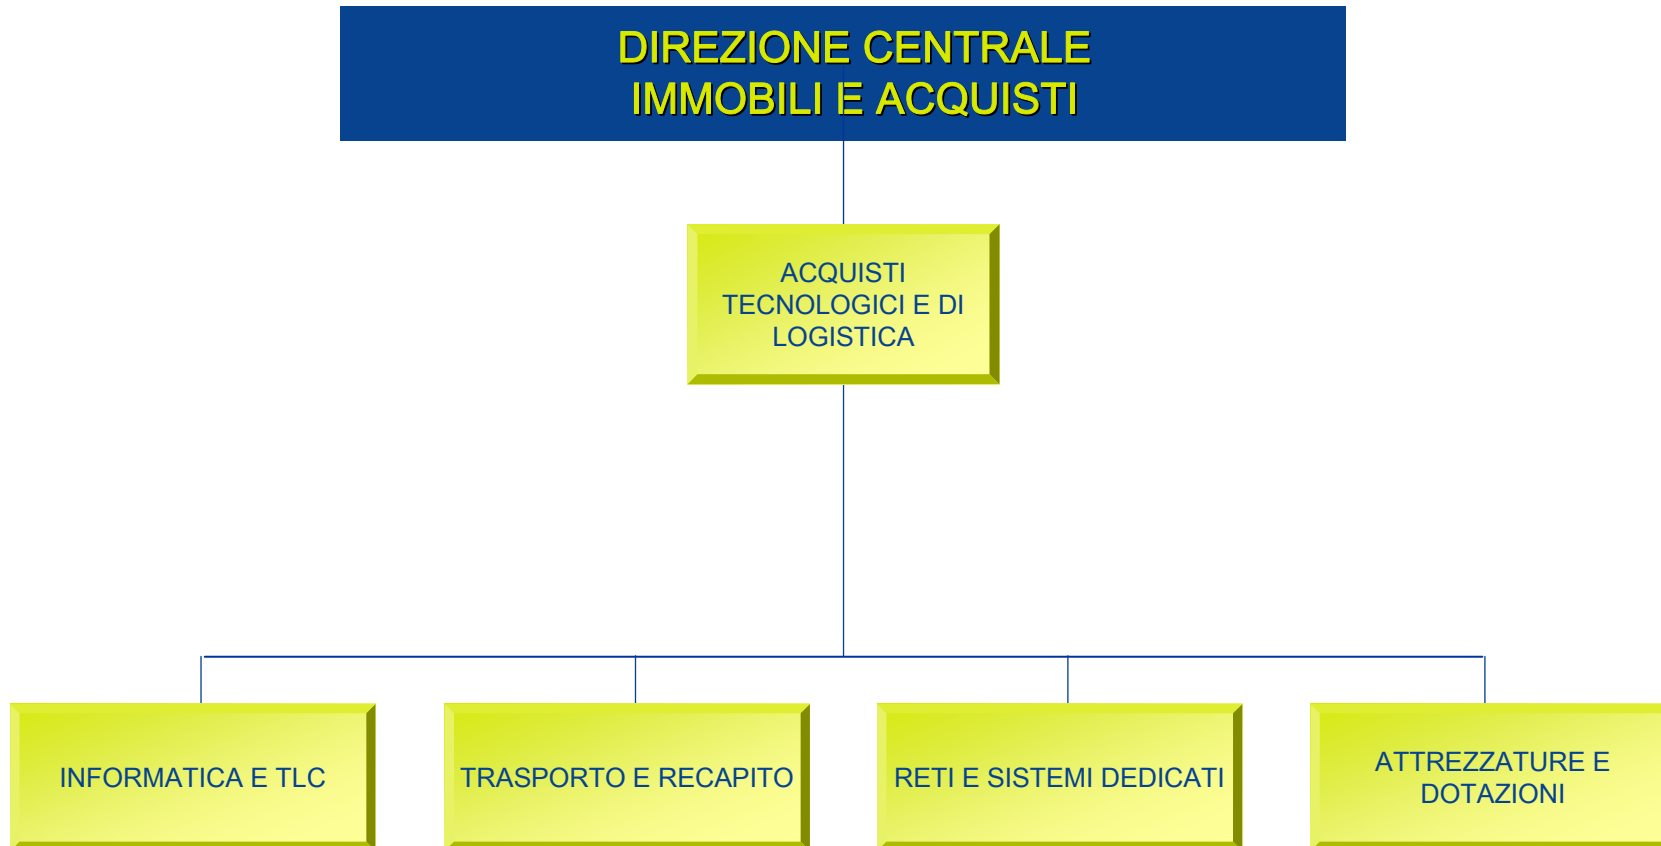 DIREZIONE CENTRALE
IMMOBILI E ACQUISTI
ACQUISTI
TECNOLOGICI E DI
LOGISTICA
INFORMATICA E TLC
TRASPORTO E RECAPITO
RETI E SISTEMI DEDICATI
ATTREZZATURE E
DOTAZIONI